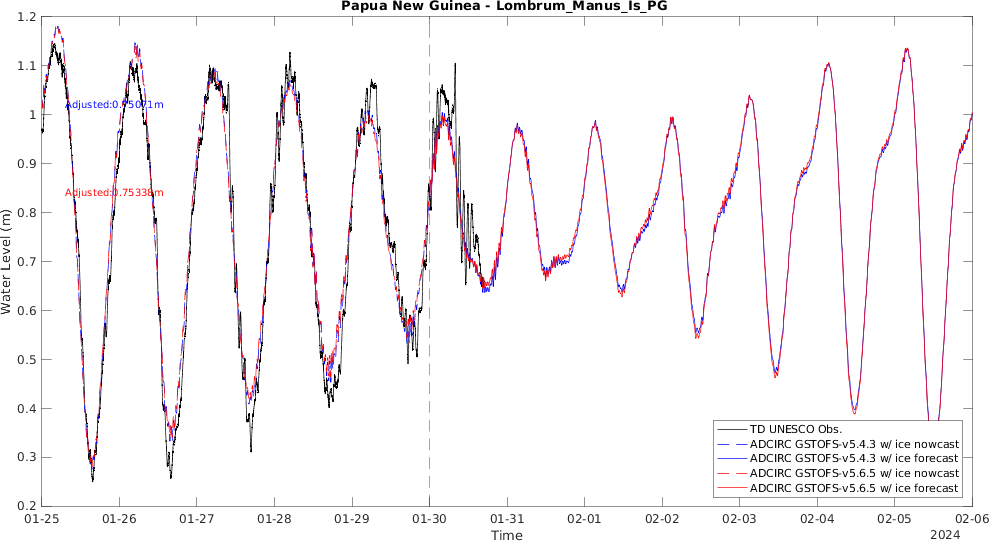 Papua New Guinea - Lombrum_Manus_Is_PG
1.2
1.1
1
0.9
0.8
0.7
0.6
0.5
0.4
0.3
0.2
Water Level (m)
Adjusted:0.75071m
Adjusted:0.75338m
TD UNESCO Obs.
ADCIRC GSTOFS-v5.4.3 w/ ice nowcast
ADCIRC GSTOFS-v5.4.3 w/ ice forecast
ADCIRC GSTOFS-v5.6.5 w/ ice nowcast
ADCIRC GSTOFS-v5.6.5 w/ ice forecast
01-25 01-26 01-27 01-28 01-29 01-30 01-31 02-01 02-02 02-03 02-04 02-05 02-06
Time
2024